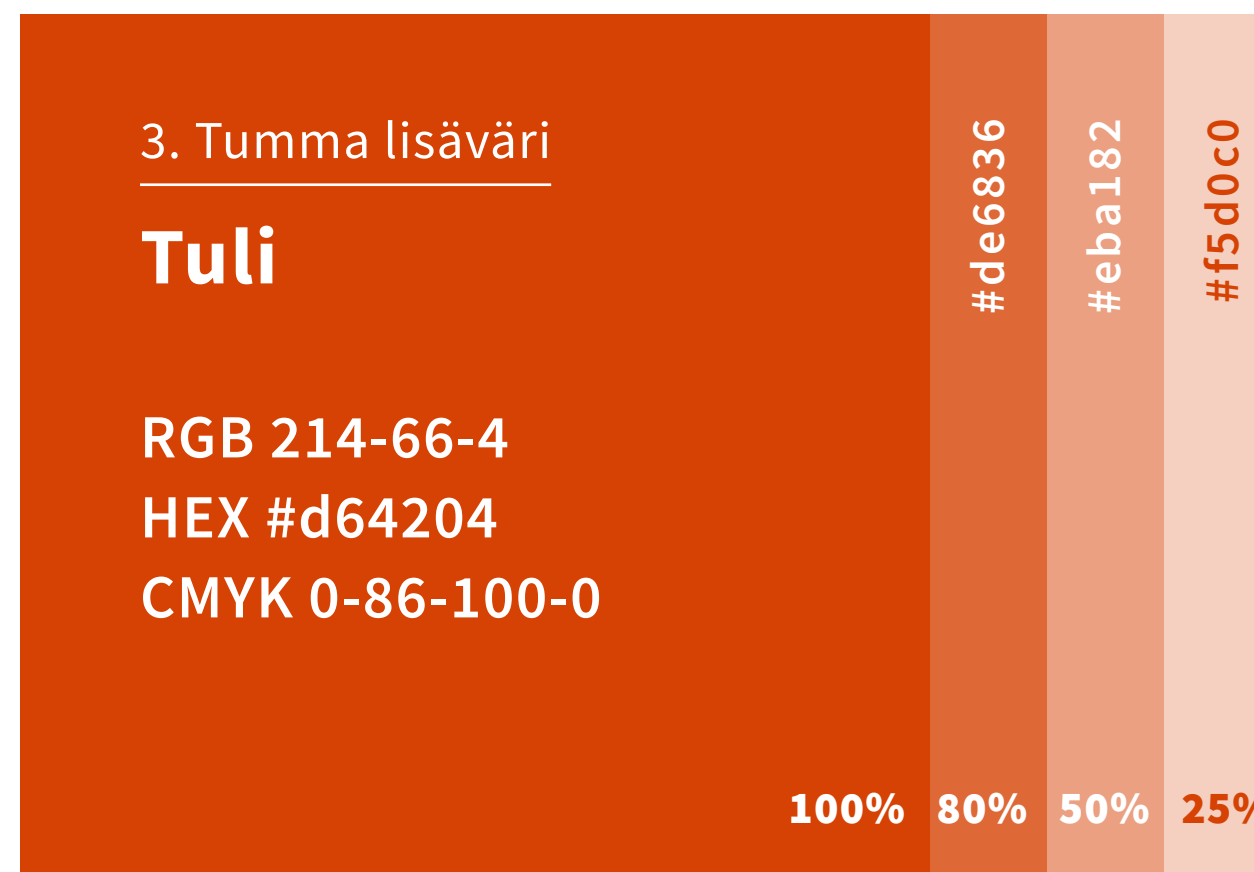 3. Tumma lisäväri
Tuli
RGB 214-66-4
HEX #d64204
CMYK 0-86-100-0
#de6836
#eba182
#f5d0c0
100% 80% 50% 25%